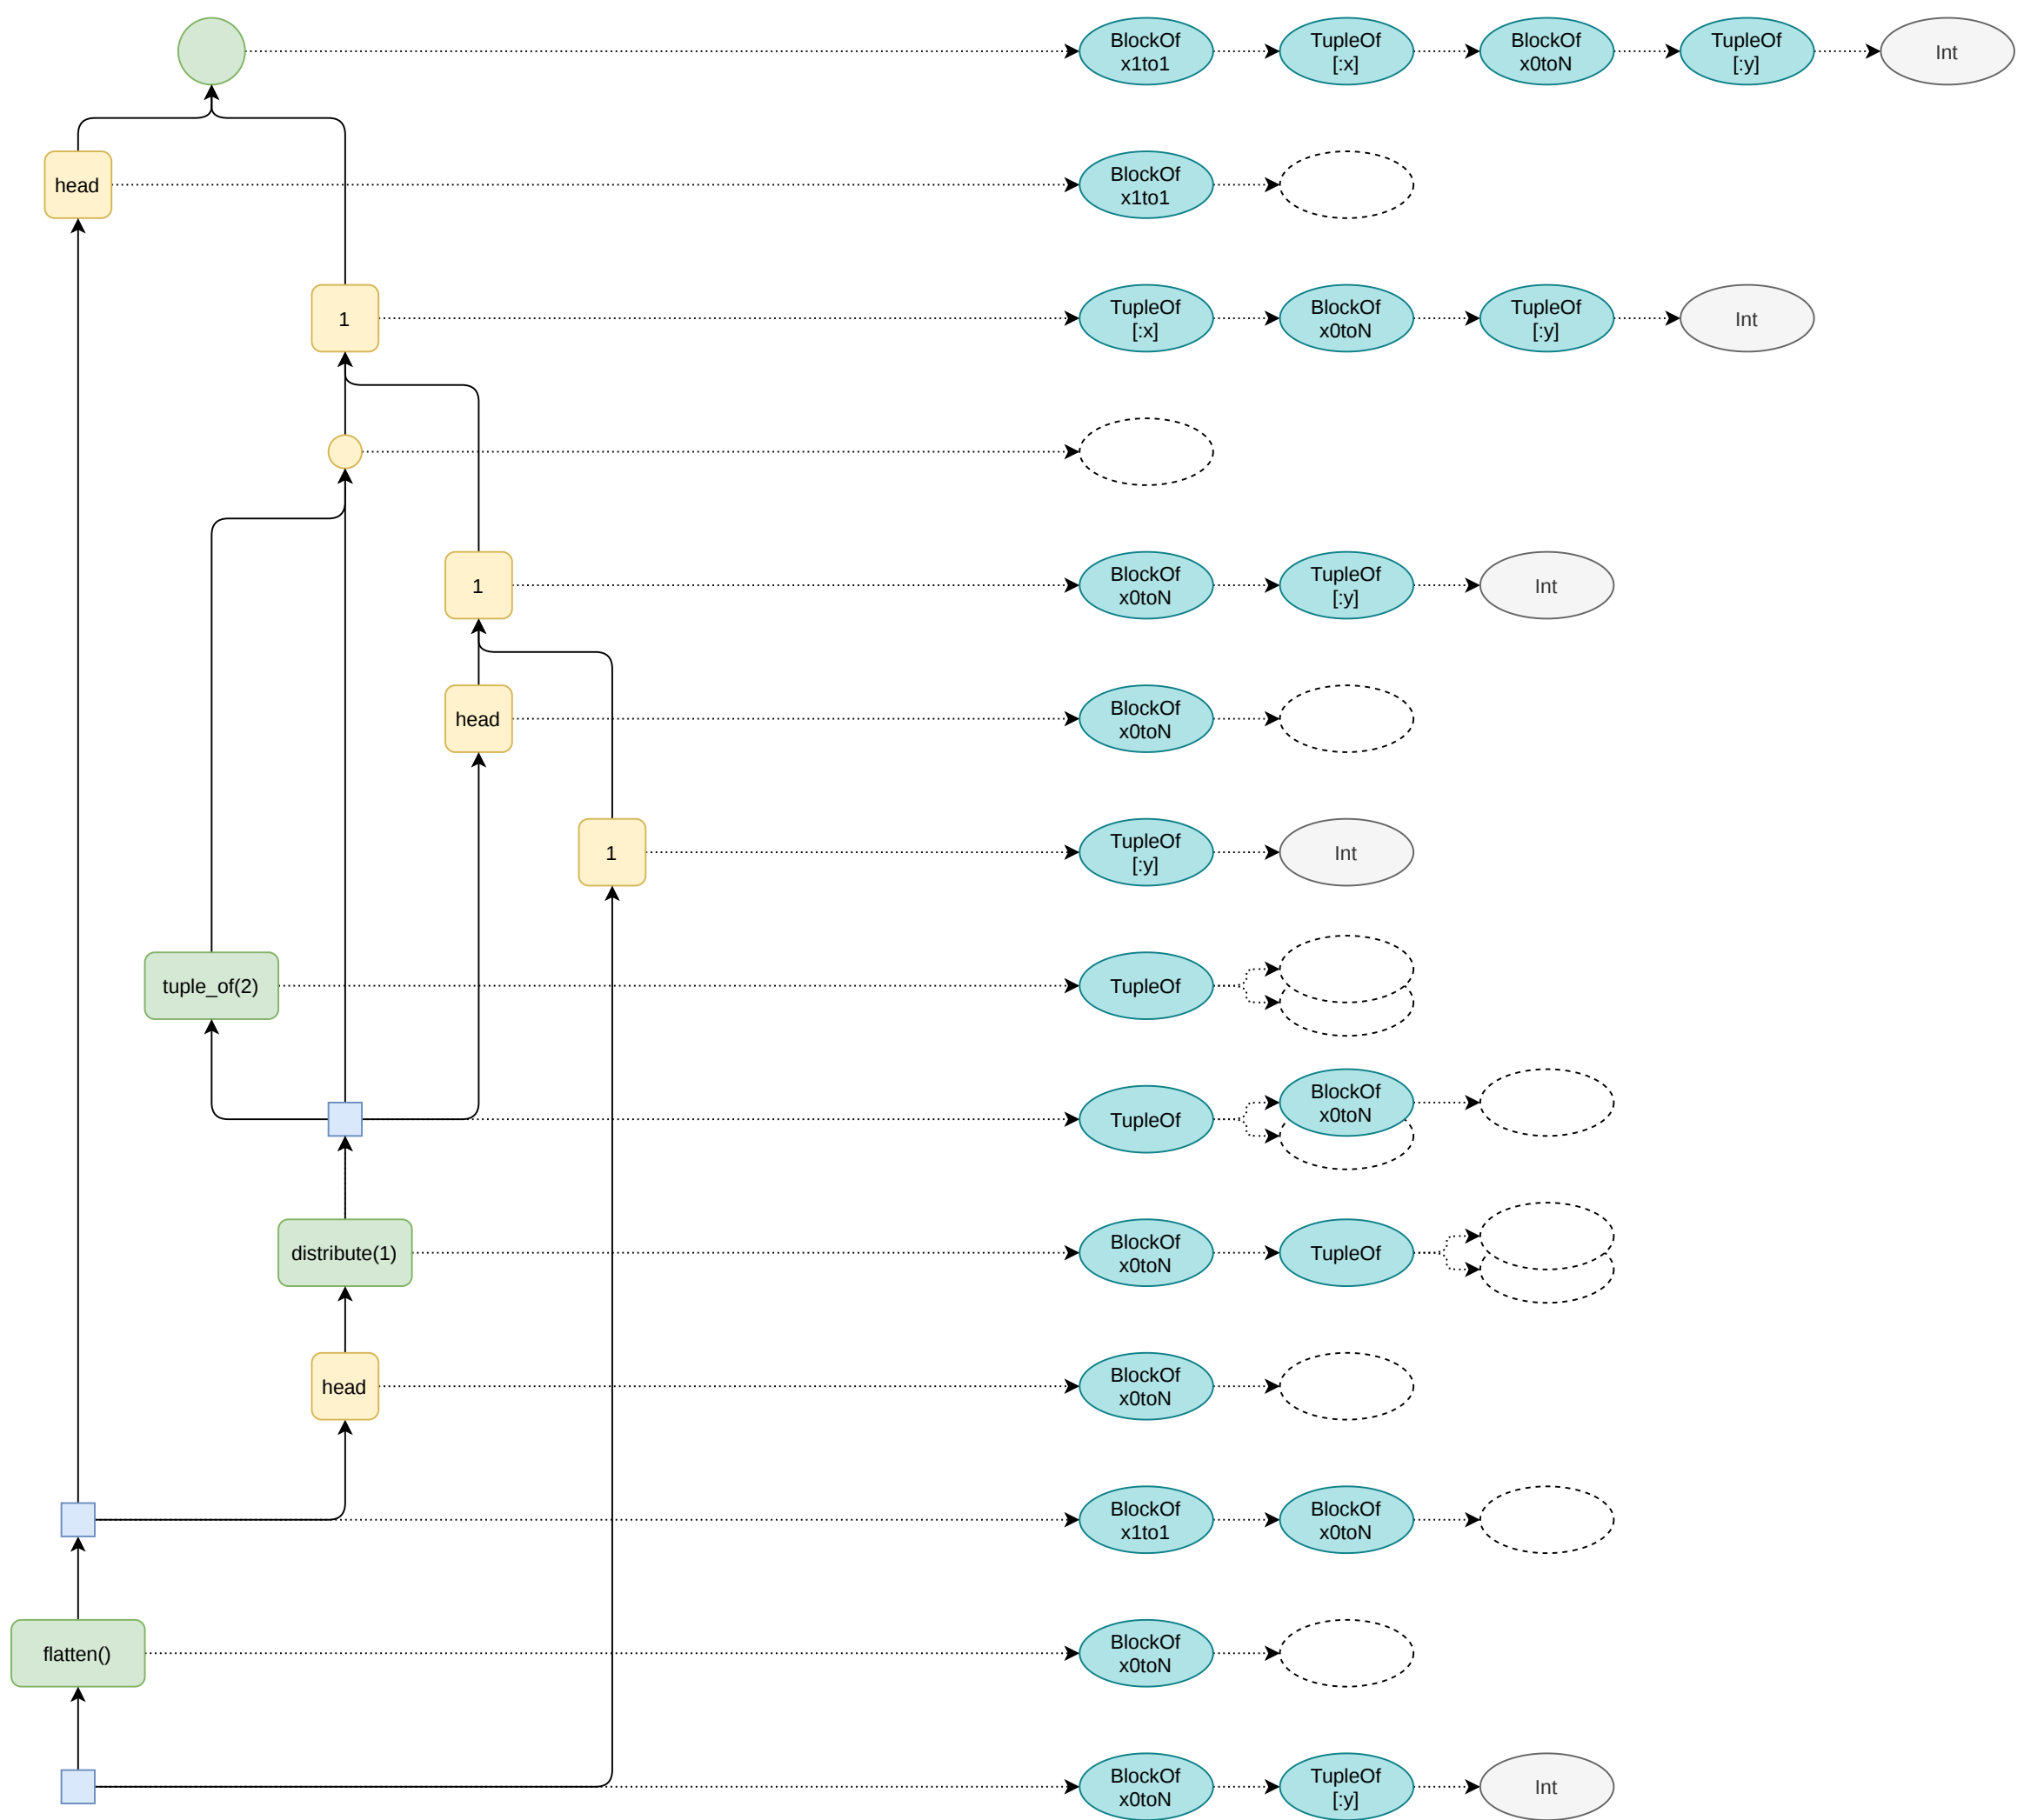 BlockOf
x1to1
TupleOf
[:x]
BlockOf
x0toN
TupleOf
[:y]
Int
head
BlockOf
x1to1
1
TupleOf
[:x]
BlockOf
x0toN
TupleOf
[:y]
Int
1
BlockOf
x0toN
TupleOf
[:y]
Int
head
BlockOf
x0toN
1
TupleOf
[:y]
Int
tuple_of(2)
TupleOf
TupleOf
BlockOf
x0toN
distribute(1)
BlockOf
x0toN
TupleOf
head
BlockOf
x0toN
BlockOf
x1to1
BlockOf
x0toN
flatten()
BlockOf
x0toN
BlockOf
x0toN
TupleOf
[:y]
Int